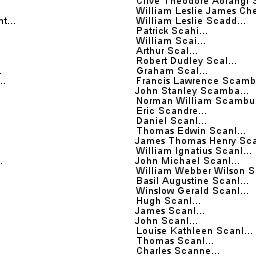 Clive Theodore Aorangi S
William Leslie James Che
nt...
William Leslie Scadd...
Patrick Scahi...
William Scai...
Arthur Scal...
Robert Dudley Scal...
Graham Scal...
Francis Lawrence Scamb
John Stanley Scamba...
Norman William Scambu
Eric Scandre...
Daniel Scanl...
Thomas Edwin Scanl...
James Thomas Henry Sca
William Ignatius Scanl...
John Michael Scanl...
William Webber Wilson S
Basil Augustine Scanl...
Winslow Gerald Scanl...
Hugh Scanl...
James Scanl...
John Scanl...
Louise Kathleen Scanl...
Thomas Scanl...
Charles Scanne...